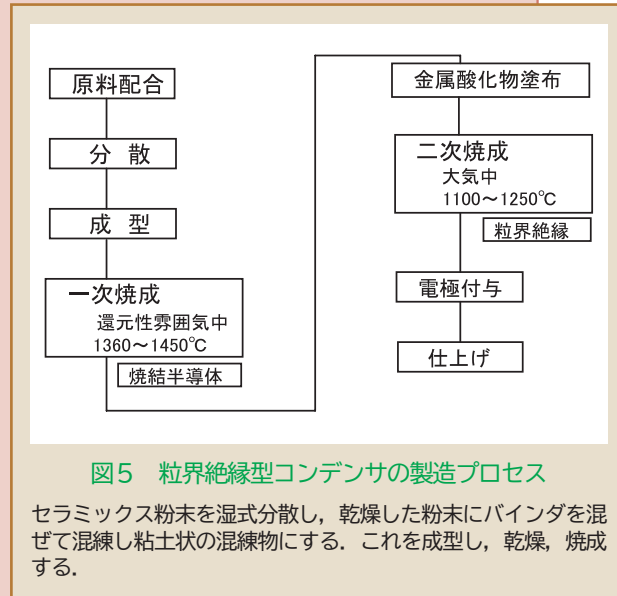 原料配合
分 散
成 型
一次焼成
還元性雰囲気中
1360～1450℃
焼結半導体
金属酸化物塗布
二次焼成
大気中
1100～1250℃
粒界絶縁
電極付与
仕上げ
図5 粒界絶縁型コンデンサの製造プロセス
セラミックス粉末を湿式分散し，乾燥した粉末にバインダを混
ぜて混練し粘土状の混練物にする．これを成型し，乾燥，焼成
する．